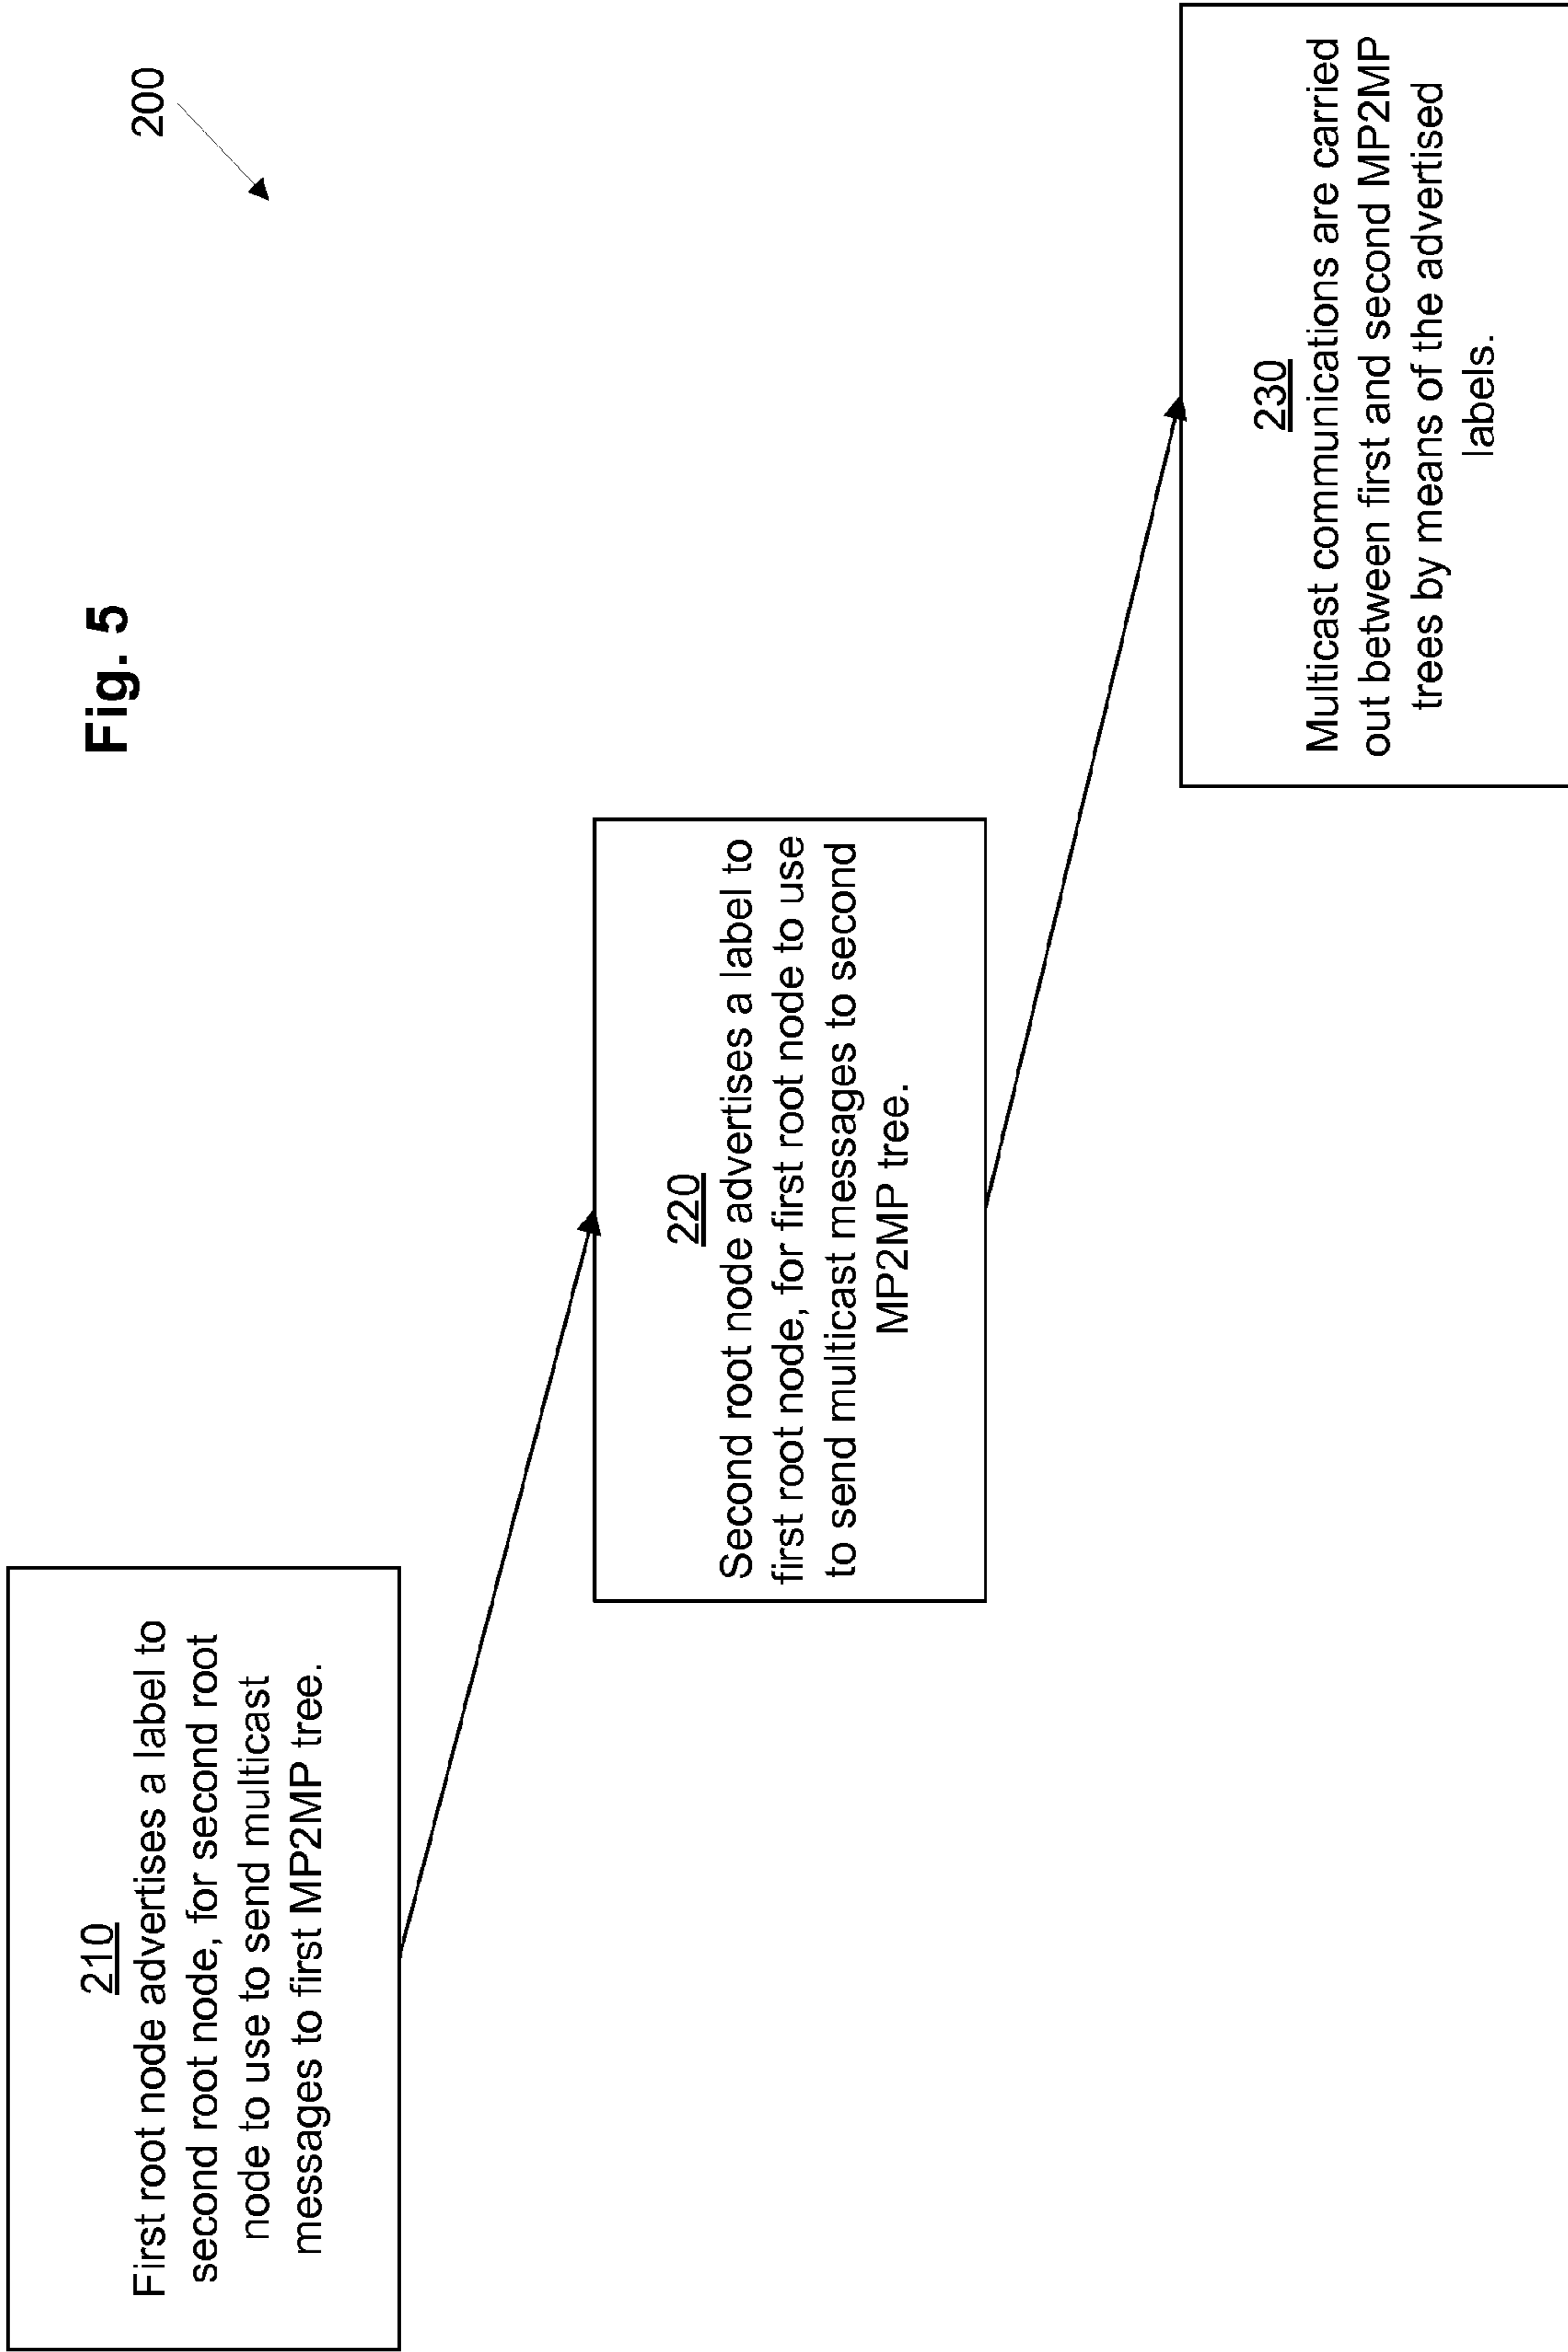 Fig. 5
200
210
First root node advertises a label to
second root node, for second root
node to use to send multicast
messages to first MP2MP tree.
220
Second root node advertises a label to
first root node, for first root node to use
to send multicast messages to second
MP2MP tree.
230
Multicast communications are carried
out between first and second MP2MP
trees by means of the advertised
labels.